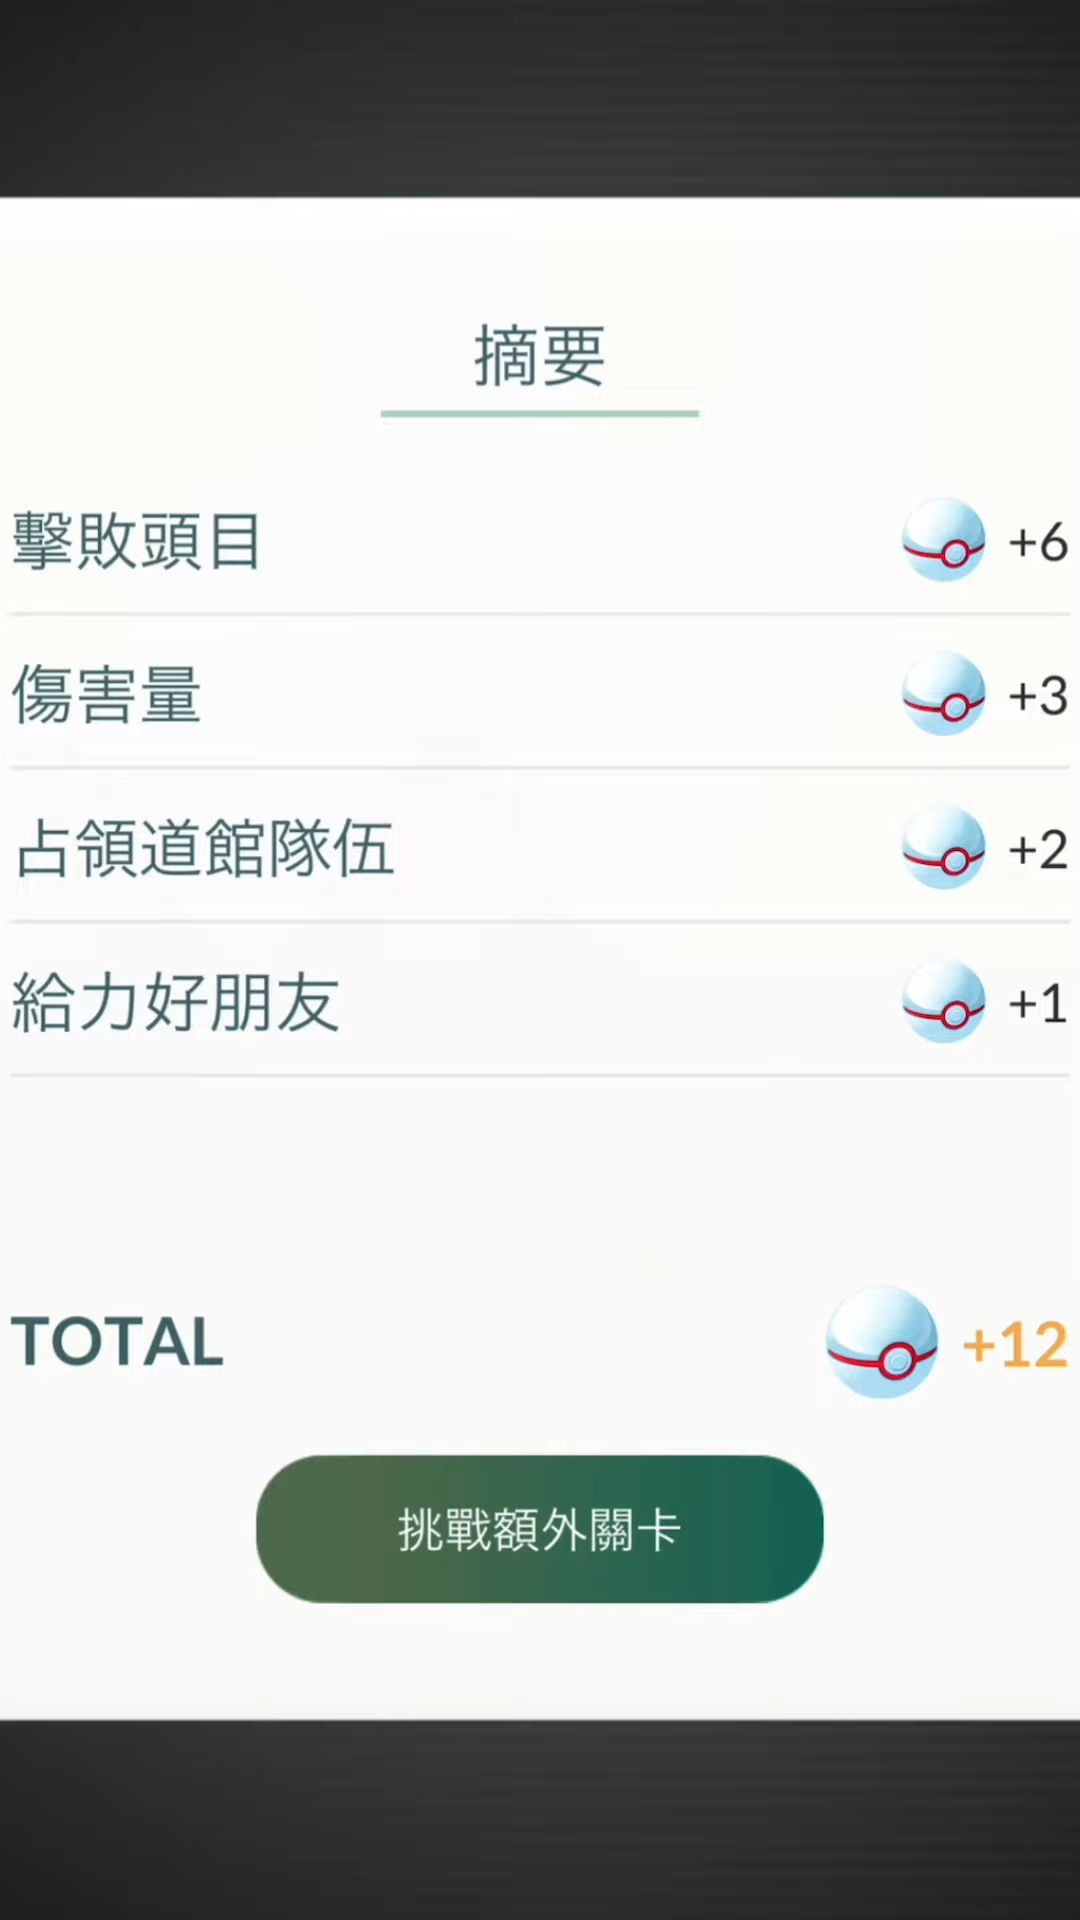 摘要
擊敗頭目 +6
傷害量 +3
占領道館隊伍 +2
給力好朋友 +1
TOTAL +12
挑戰額外關卡